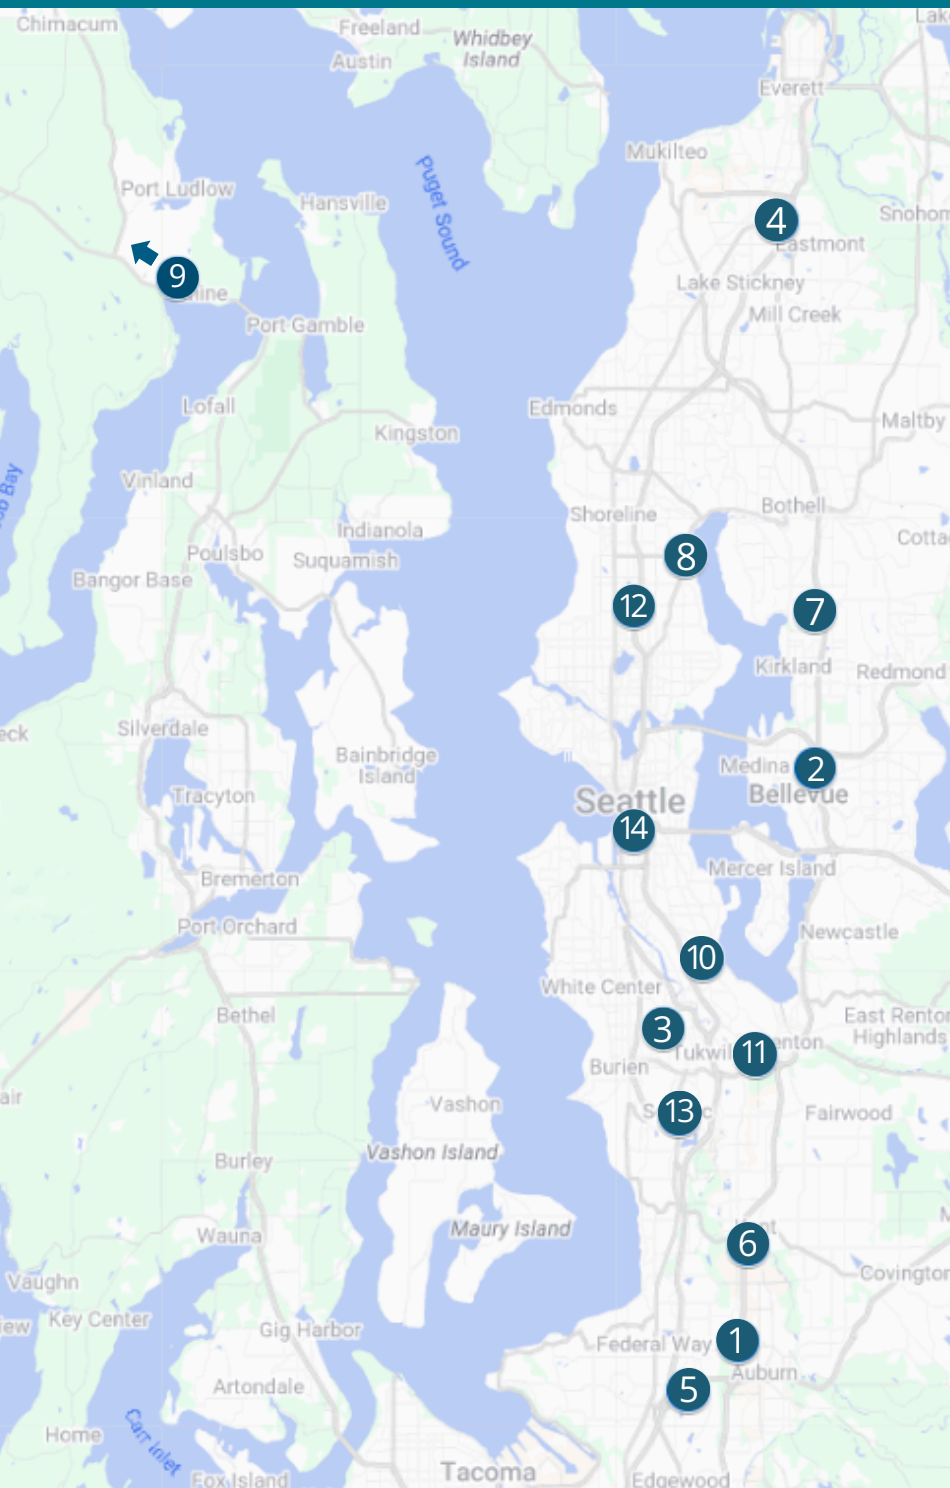 Chimacum
Freeland
Whidbey
Island
Austin
Everett
Mukilteo
Puget Sound
Port Ludlow
Hansville
Snohom
4
Eastmont
9
Lake Stickney
Port Gamble
Mill Creek
Lofall
Edmonds
Kingston
Maltby
Vinland
Bothell
Shoreline
Indianola
Cotta
Poulsbo
Suquamish
8
Bangor Base
12
7
Kirkland
Redmond
Silverdale
Bainbridge
Island
Medina
2
Bellevue
Tracyton
Seattle
14
Mercer Island
Bremerton
Port Orchard
Newcastle
10
White Center
Bethel
East Renton
Highlands
3
Tukwil
11
enton
Burien
Vashon
13
Fairwood
Vashon Island
Burley
Maury Island
Wauna
6
Covington
Vaughn
Key Center
Gig Harbor
Federal Way
1
Auburn
Artondale
5
Carr Inlet
Home
Fox Island
Tacoma
Edgewood